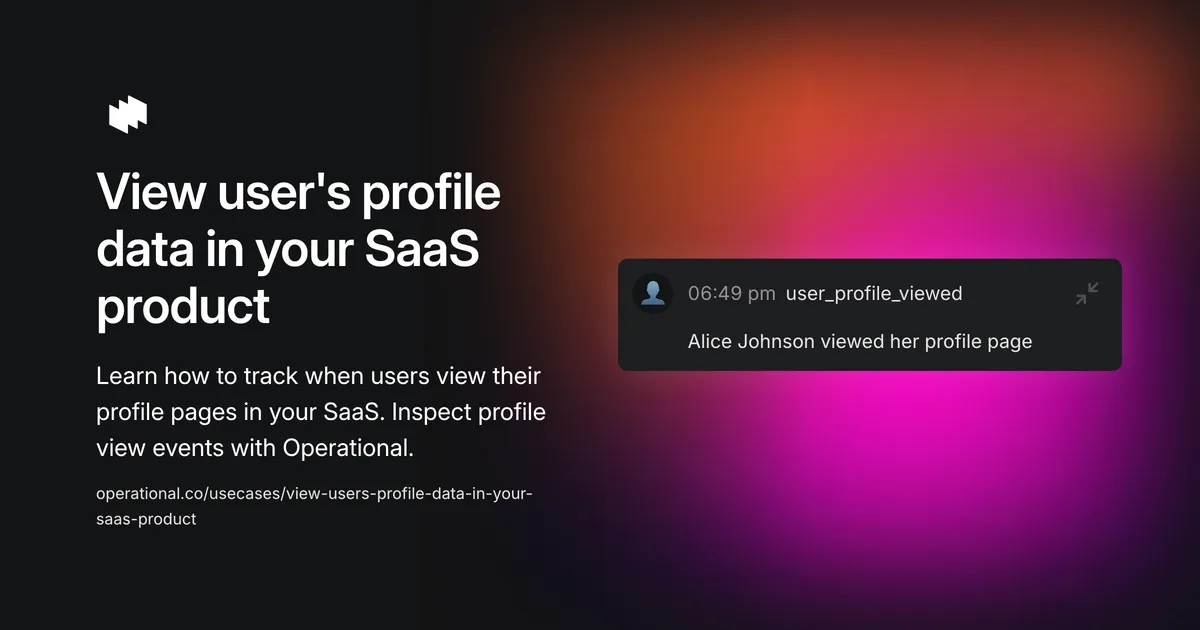 View user's profile
data in your SaaS
product
Learn how to track when users view their
profile pages in your SaaS. Inspect profile
view events with Operational.
operational.co/usecases/view-users-profile-data-in-your-
saas-product
06:49 pm user_profile_viewed
Alice Johnson viewed her profile page